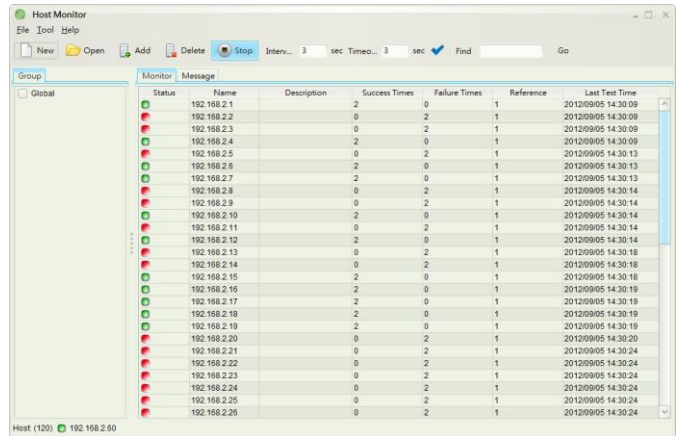 Host Monitor
File Tool Help
New Open Add Delete Stop Interv... 3 sec Timeo... 3 sec Find Go
Group
Monitor Message
Global
Status Name Description Success Times Failure Times Reference Last Test Time
192.168.2.1 2 0 1 2012/09/05 14:30:09
192.168.2.2 0 2 1 2012/09/05 14:30:09
192.168.2.3 0 2 1 2012/09/05 14:30:09
192.168.2.4 2 0 1 2012/09/05 14:30:09
192.168.2.5 0 2 1 2012/09/05 14:30:13
192.168.2.6 2 0 1 2012/09/05 14:30:13
192.168.2.7 2 0 1 2012/09/05 14:30:13
192.168.2.8 0 2 1 2012/09/05 14:30:14
192.168.2.9 0 2 1 2012/09/05 14:30:14
192.168.2.10 2 0 1 2012/09/05 14:30:14
192.168.2.11 0 2 1 2012/09/05 14:30:14
192.168.2.12 2 0 1 2012/09/05 14:30:14
192.168.2.13 0 2 1 2012/09/05 14:30:18
192.168.2.14 0 2 1 2012/09/05 14:30:18
192.168.2.15 2 0 1 2012/09/05 14:30:18
192.168.2.16 2 0 1 2012/09/05 14:30:19
192.168.2.17 2 0 1 2012/09/05 14:30:19
192.168.2.18 2 0 1 2012/09/05 14:30:19
192.168.2.19 2 0 1 2012/09/05 14:30:19
192.168.2.20 0 2 1 2012/09/05 14:30:20
192.168.2.21 0 2 1 2012/09/05 14:30:24
192.168.2.22 0 2 1 2012/09/05 14:30:24
192.168.2.23 0 2 1 2012/09/05 14:30:24
192.168.2.24 0 2 1 2012/09/05 14:30:24
192.168.2.25 0 2 1 2012/09/05 14:30:24
192.168.2.26 0 2 1 2012/09/05 14:30:24
Host: (120) 192.168.2.60